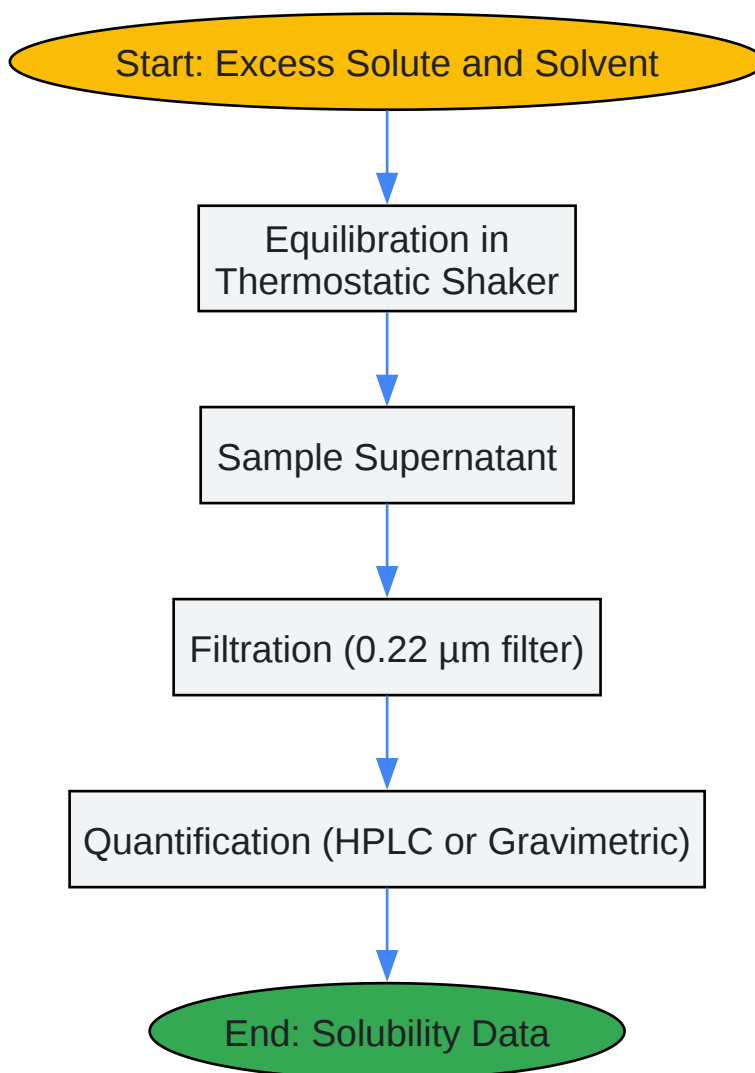 Start: Excess Solute and Solvent
Equilibration in
Thermostatic Shaker
Sample Supernatant
Filtration (0.22 µm filter)
Quantification (HPLC or Gravimetric)
End: Solubility Data